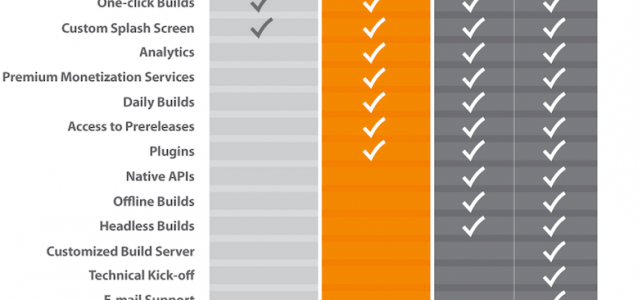 One-click Builds
Custom Splash Screen
Analytics
Premium Monetization Services
Daily Builds
Access to Prereleases
Plugins
Native APIs
Offline Builds
Headless Builds
Customized Build Server
Technical Kick-off
E-mail Support